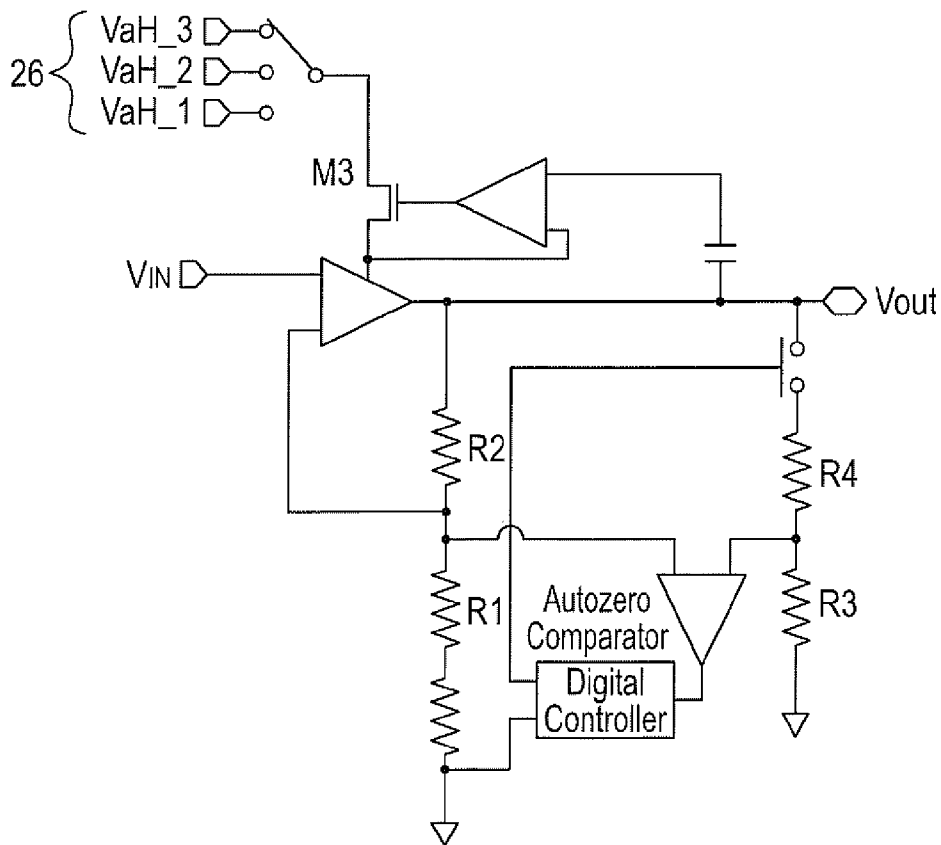 VaH_3
26
VaH_2
VaH_1
M3
VIN
Vout
R2
R4
R1
R3
Autozero
Comparator
Digital
Controller